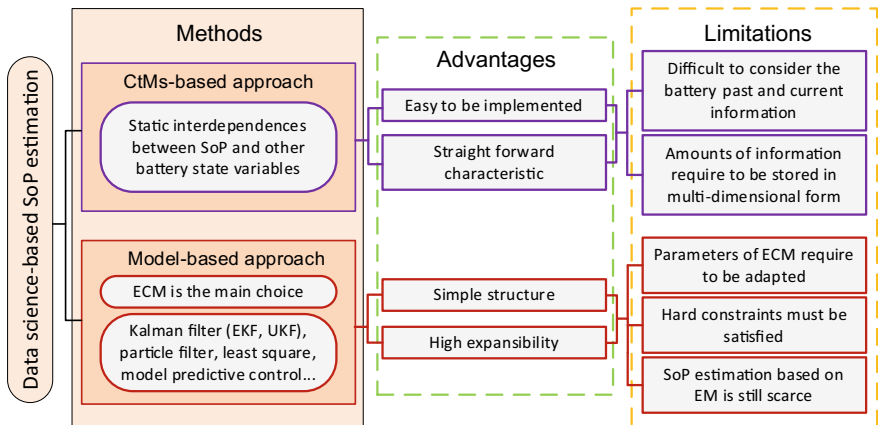 Data science-based SoP estimation
Methods
CtMs-based approach
Static interdependences
between SoP and other
battery state variables
Model-based approach
ECM is the main choice
Kalman filter (EKF, UKF),
particle filter, least square,
model predictive control...
Advantages
Easy to be implemented
Straight forward
characteristic
Simple structure
High expansibility
Limitations
Difficult to consider the
battery past and current
information
Amounts of information
require to be stored in
multi-dimensional form
Parameters of ECM require
to be adapted
Hard constraints must be
satisfied
SoP estimation based on
EM is still scarce